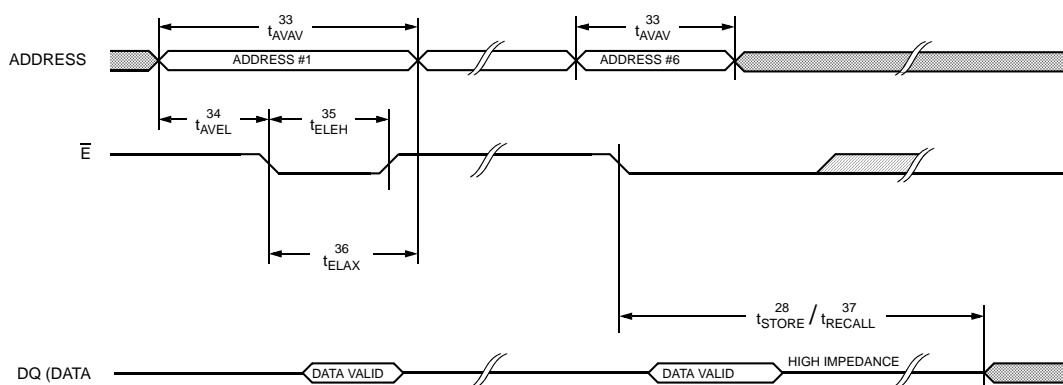 33
tAVAV
33
tAVAV
ADDRESS
ADDRESS #1
ADDRESS #6
34
tAVEL
35
tELEH
E
36
tELAX
28 37
tSTORE / tRECALL
HIGH IMPEDANCE
DQ (DATA
DATA VALID
DATA VALID